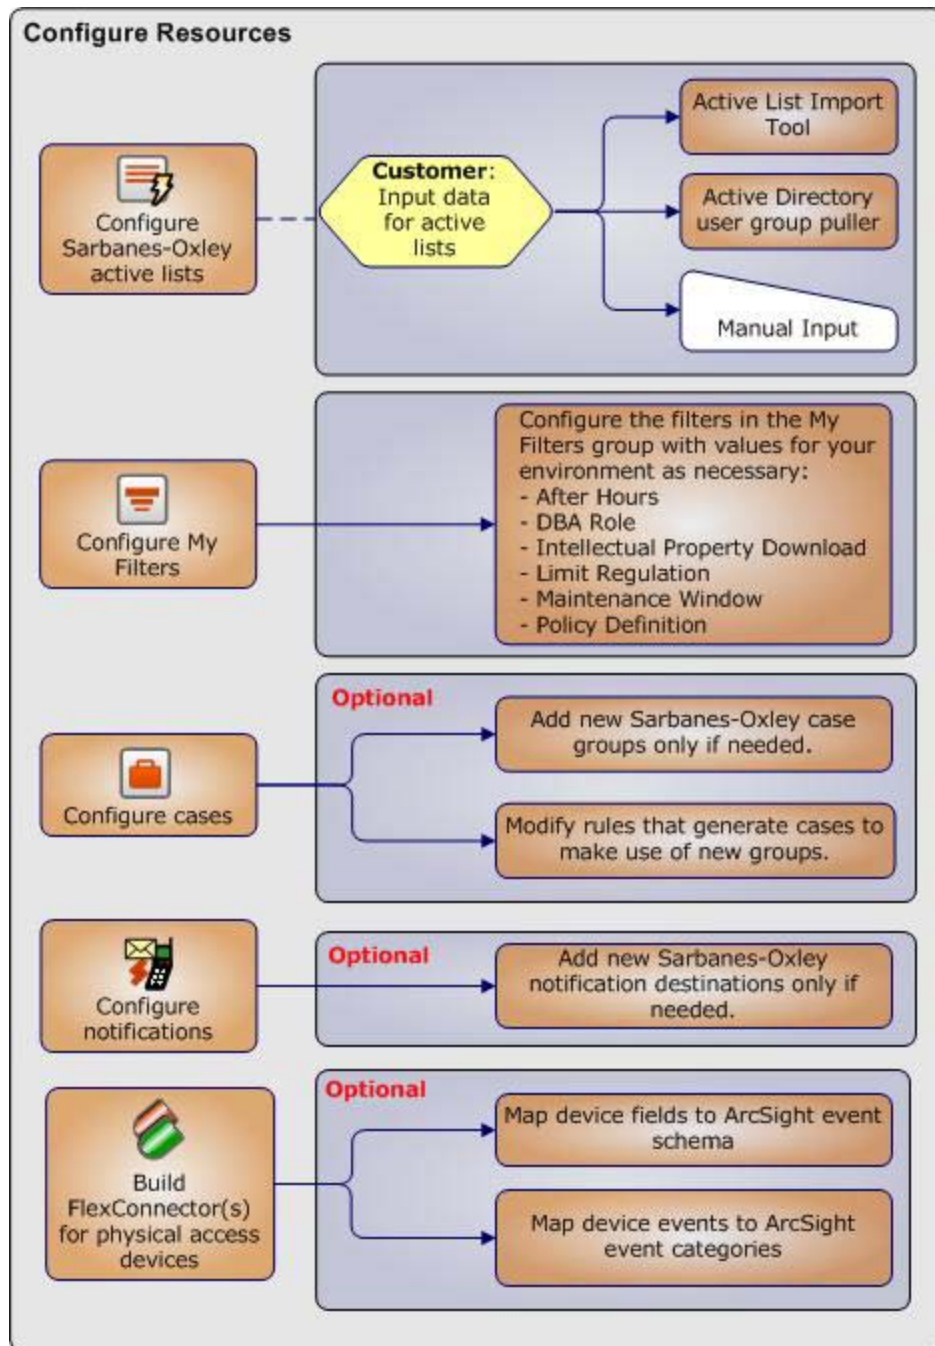 Configure Resources
Configure
Sarbanes-Oxley
active lists
Customer:
Input data
for active
lists
Active List Import
Tool
Active Directory
user group puller
Manual Input
Configure My
Filters
Configure the filters in the My
Filters group with values for your
environment as necessary:
- After Hours
- DBA Role
- Intellectual Property Download
- Limit Regulation
- Maintenance Window
- Policy Definition
Configure cases
Optional
Add new Sarbanes-Oxley case
groups only if needed.
Modify rules that generate cases to
make use of new groups.
Configure
notifications
Optional
Add new Sarbanes-Oxley
notification destinations only if
needed.
Build
FlexConnector(s)
for physical access
devices
Optional
Map device fields to ArcSight event
schema
Map device events to ArcSight
event categories